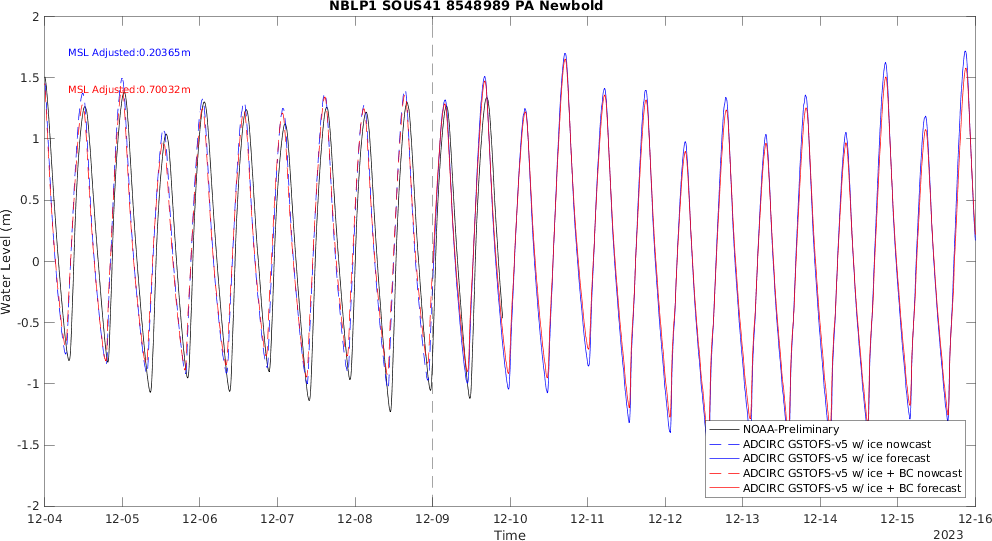 NBLP1 SOUS41 8548989 PA Newbold
MSL Adjusted:0.20365m
MSL Adjusted:0.70032m
Water Level (m)
2
1.5
1
0.5
0
-0.5
-1
-1.5
-2
NOAA-Preliminary
ADCIRC GSTOFS-v5 w/ ice nowcast
ADCIRC GSTOFS-v5 w/ ice forecast
ADCIRC GSTOFS-v5 w/ ice + BC nowcast
ADCIRC GSTOFS-v5 w/ ice + BC forecast
12-04 12-05 12-06 12-07 12-08 12-09 12-10 12-11 12-12 12-13 12-14 12-15 12-16
Time
2023